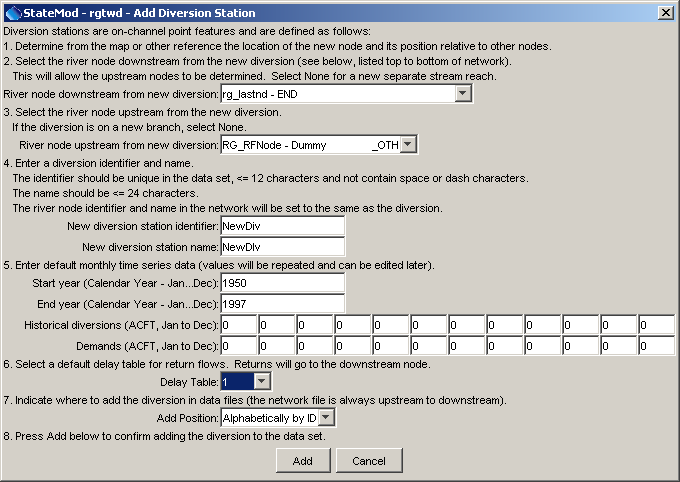 StateMod - rgtwd - Add Diversion Station
Diversion stations are on-channel point features and are defined as follows:
1. Determine from the map or other reference the location of the new node and its position relative to other nodes.
2. Select the river node downstream from the new diversion (see below, listed top to bottom of network).
This will allow the upstream nodes to be determined. Select None for a new separate stream reach.
River node downstream from new diversion: rg_lastnd - END
3. Select the river node upstream from the new diversion.
If the diversion is on a new branch, select None.
River node upstream from new diversion: RG_RFNode - Dummy _OTH
4. Enter a diversion identifier and name.
The identifier should be unique in the data set, <= 12 characters and not contain space or dash characters.
The name should be <= 24 characters.
The river node identifier and name in the network will be set to the same as the diversion.
New diversion station identifier: NewDiv
New diversion station name: NewDiv
5. Enter default monthly time series data (values will be repeated and can be edited later).
Start year (Calendar Year - Jan...Dec): 1950
End year (Calendar Year - Jan...Dec): 1997
Historical diversions (ACFT, Jan to Dec): 0 0 0 0 0 0 0 0 0 0 0 0
Demands (ACFT, Jan to Dec): 0 0 0 0 0 0 0 0 0 0 0 0
6. Select a default delay table for return flows. Returns will go to the downstream node.
Delay Table: 1
7. Indicate where to add the diversion in data files (the network file is always upstream to downstream).
Add Position: Alphabetically by ID
8. Press Add below to confirm adding the diversion to the data set.
Add Cancel